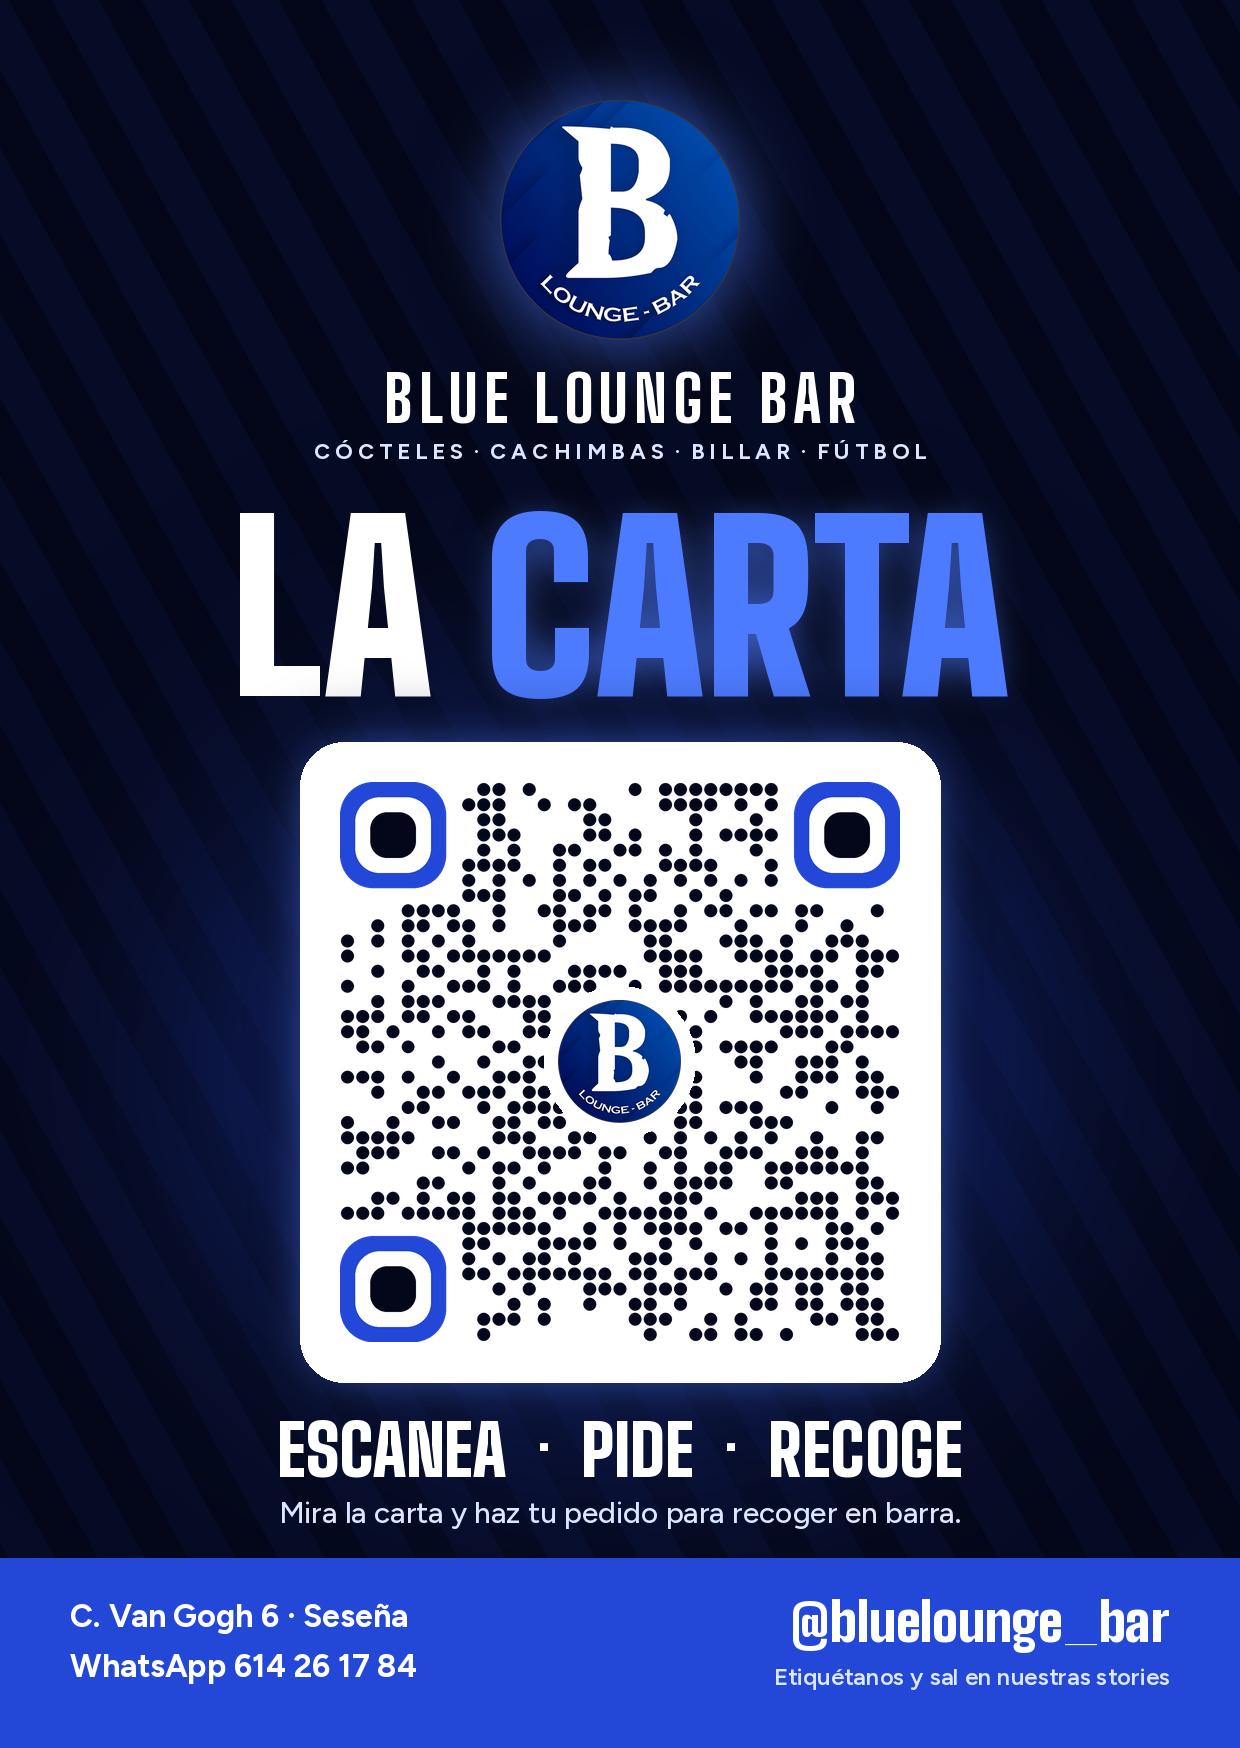 B
LOUNGE - BAR
BLUE LOUNGE BAR
CÓCTELES · CACHIMBAS · BILLAR · FÚTBOL
LA CARTA
B
LOUNGE - BAR
ESCANEA · PIDE · RECOGE
Mira la carta y haz tu pedido para recoger en barra.
C. Van Gogh 6 · Seseña
WhatsApp 614 26 17 84
@bluelounge_bar
Etiquétanos y sal en nuestras stories